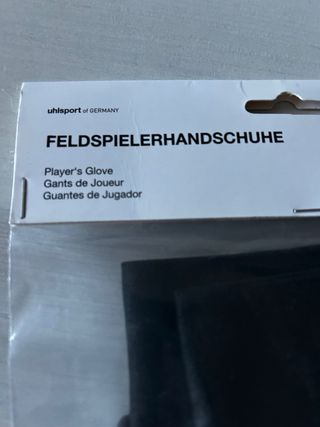 uhlsport of GERMANY
FELDSPIELERHANDSCHUHE
Player's Glove
Gants de Joueur
Guantes de Jugador